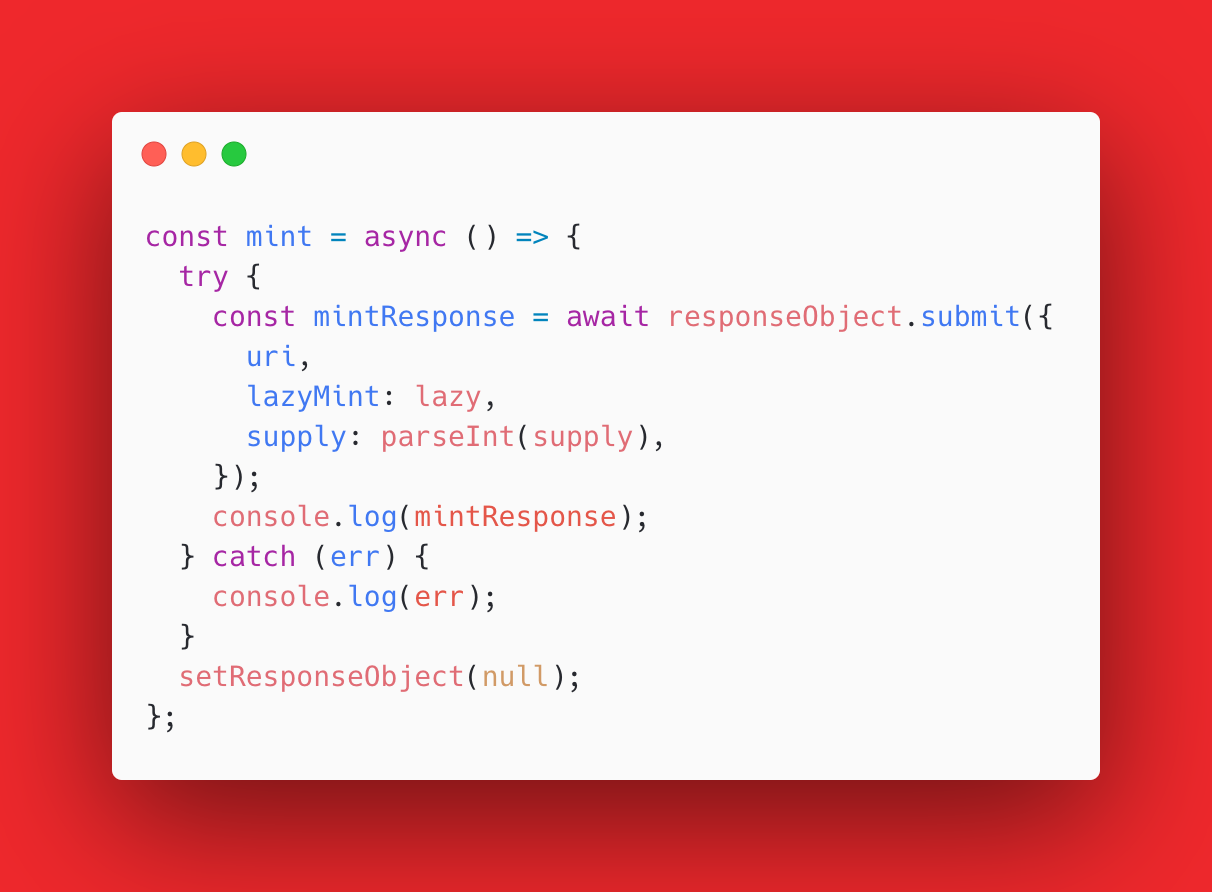 const mint = async () => {
  try {
    const mintResponse = await responseObject.submit({
      uri,
      lazyMint: lazy,
      supply: parseInt(supply),
    });
    console.log(mintResponse);
  } catch (err) {
    console.log(err);
  }
  setResponseObject(null);
};